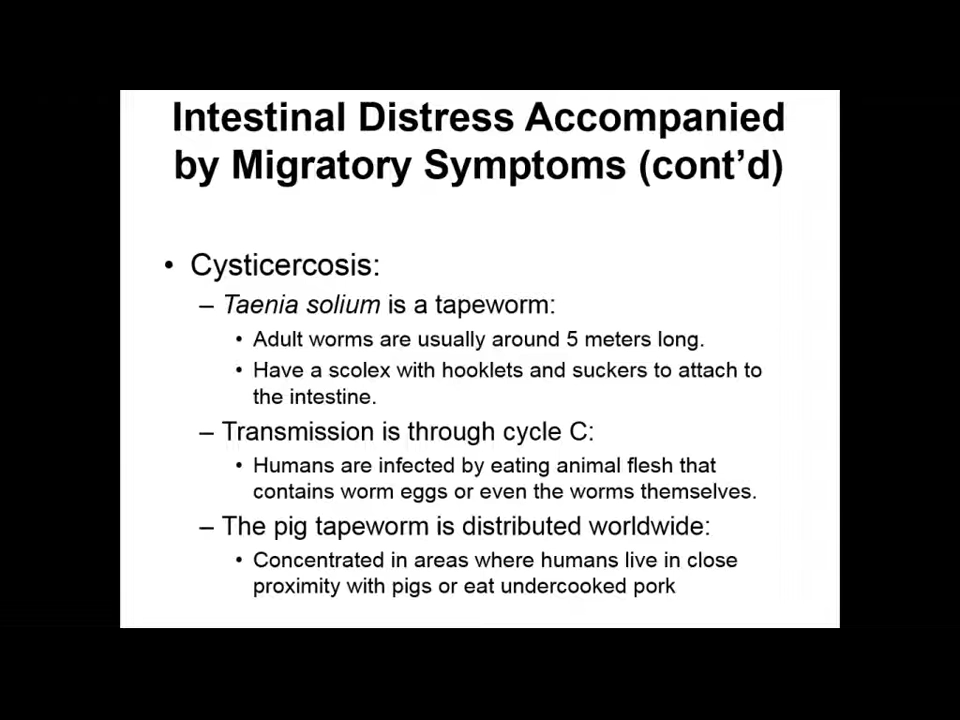 Intestinal Distress Accompanied
by Migratory Symptoms (cont’d)
• Cysticercosis:
– Taenia solium is a tapeworm:
• Adult worms are usually around 5 meters long.
• Have a scolex with hooklets and suckers to attach to
the intestine.
– Transmission is through cycle C:
• Humans are infected by eating animal flesh that
contains worm eggs or even the worms themselves.
– The pig tapeworm is distributed worldwide:
• Concentrated in areas where humans live in close
proximity with pigs or eat undercooked pork